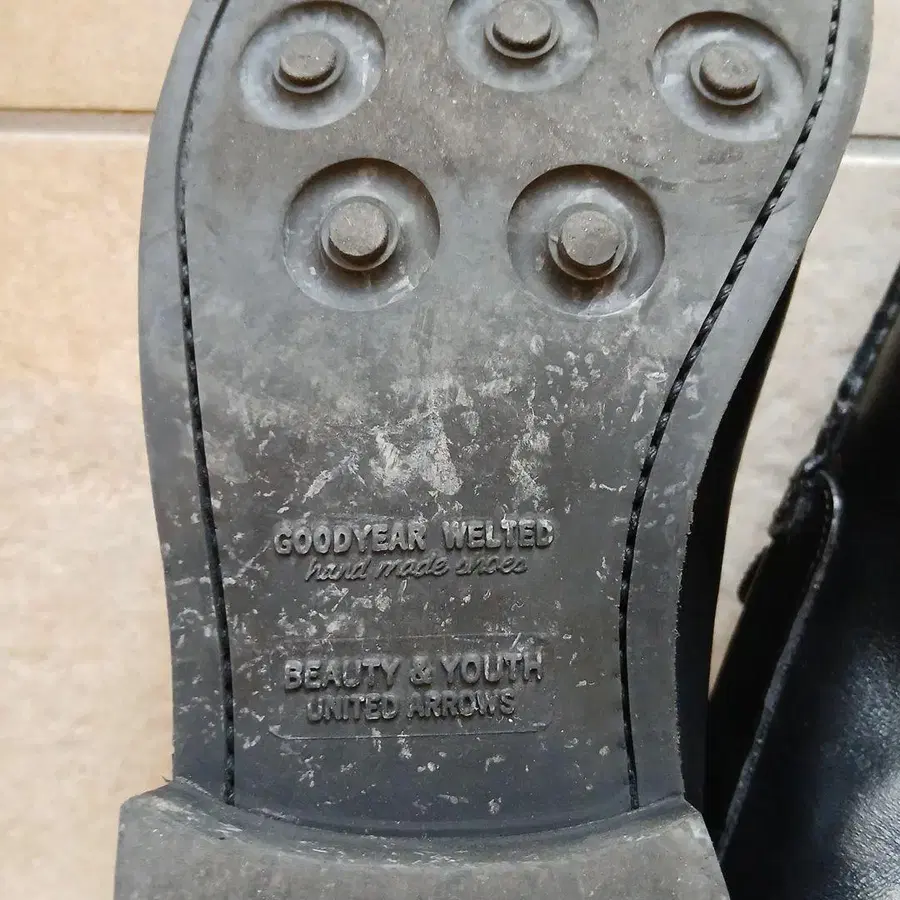 GOODYEAR WELTED
hand made shoes
BEAUTY & YOUTH
UNITED ARROWS